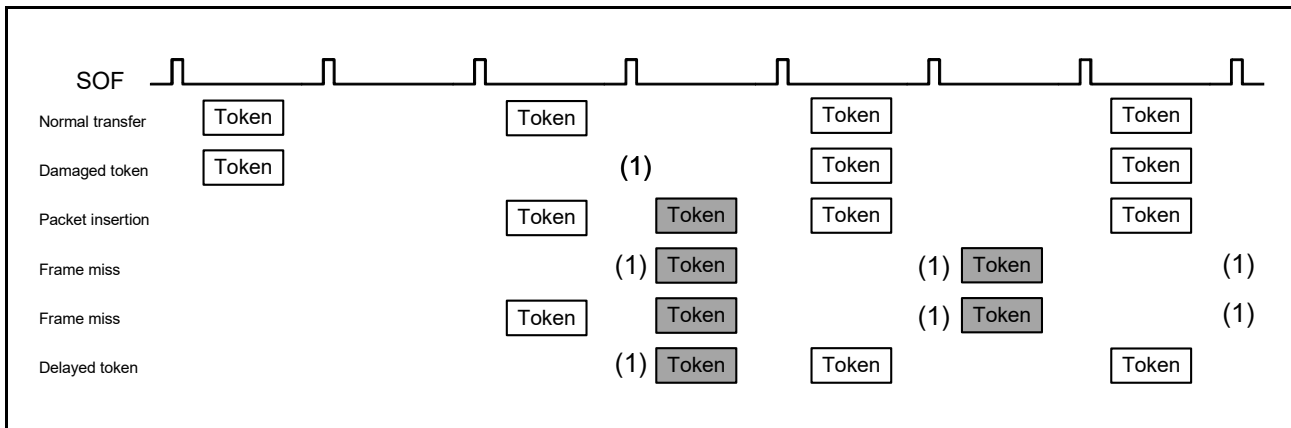 SOF
Normal transfer Token Token Token Token
Damaged token Token (1) Token Token
Packet insertion Token Token Token Token
Frame miss (1) Token (1) Token (1)
Frame miss Token Token (1) Token (1)
Delayed token (1) Token Token Token